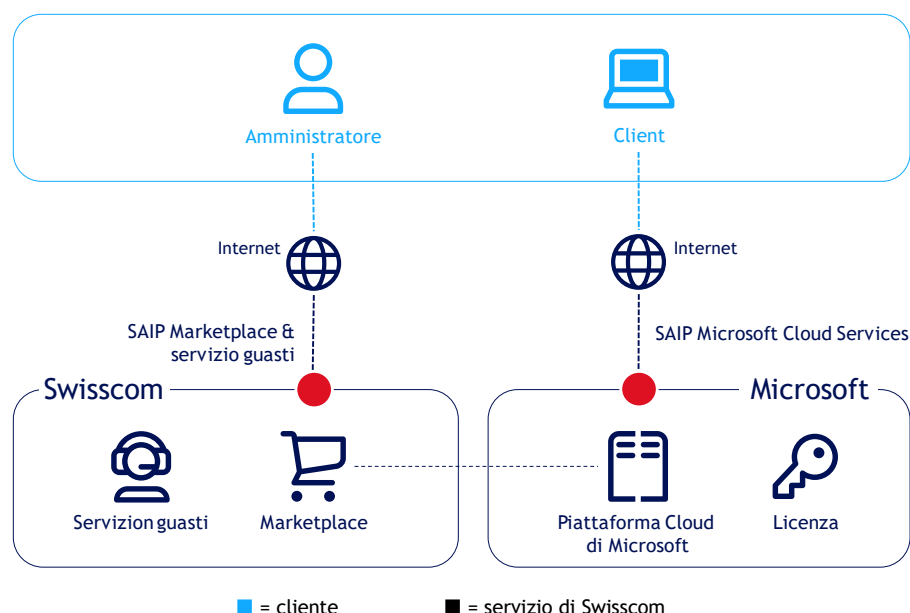 Amministratore
Client
Internet
Internet
SAIP Marketplace &
servizio guasti
SAIP Microsoft Cloud Services
Swisscom
Microsoft
Servizion guasti
Marketplace
Piattaforma Cloud
di Microsoft
Licenza
= cliente
= servizio di Swisscom